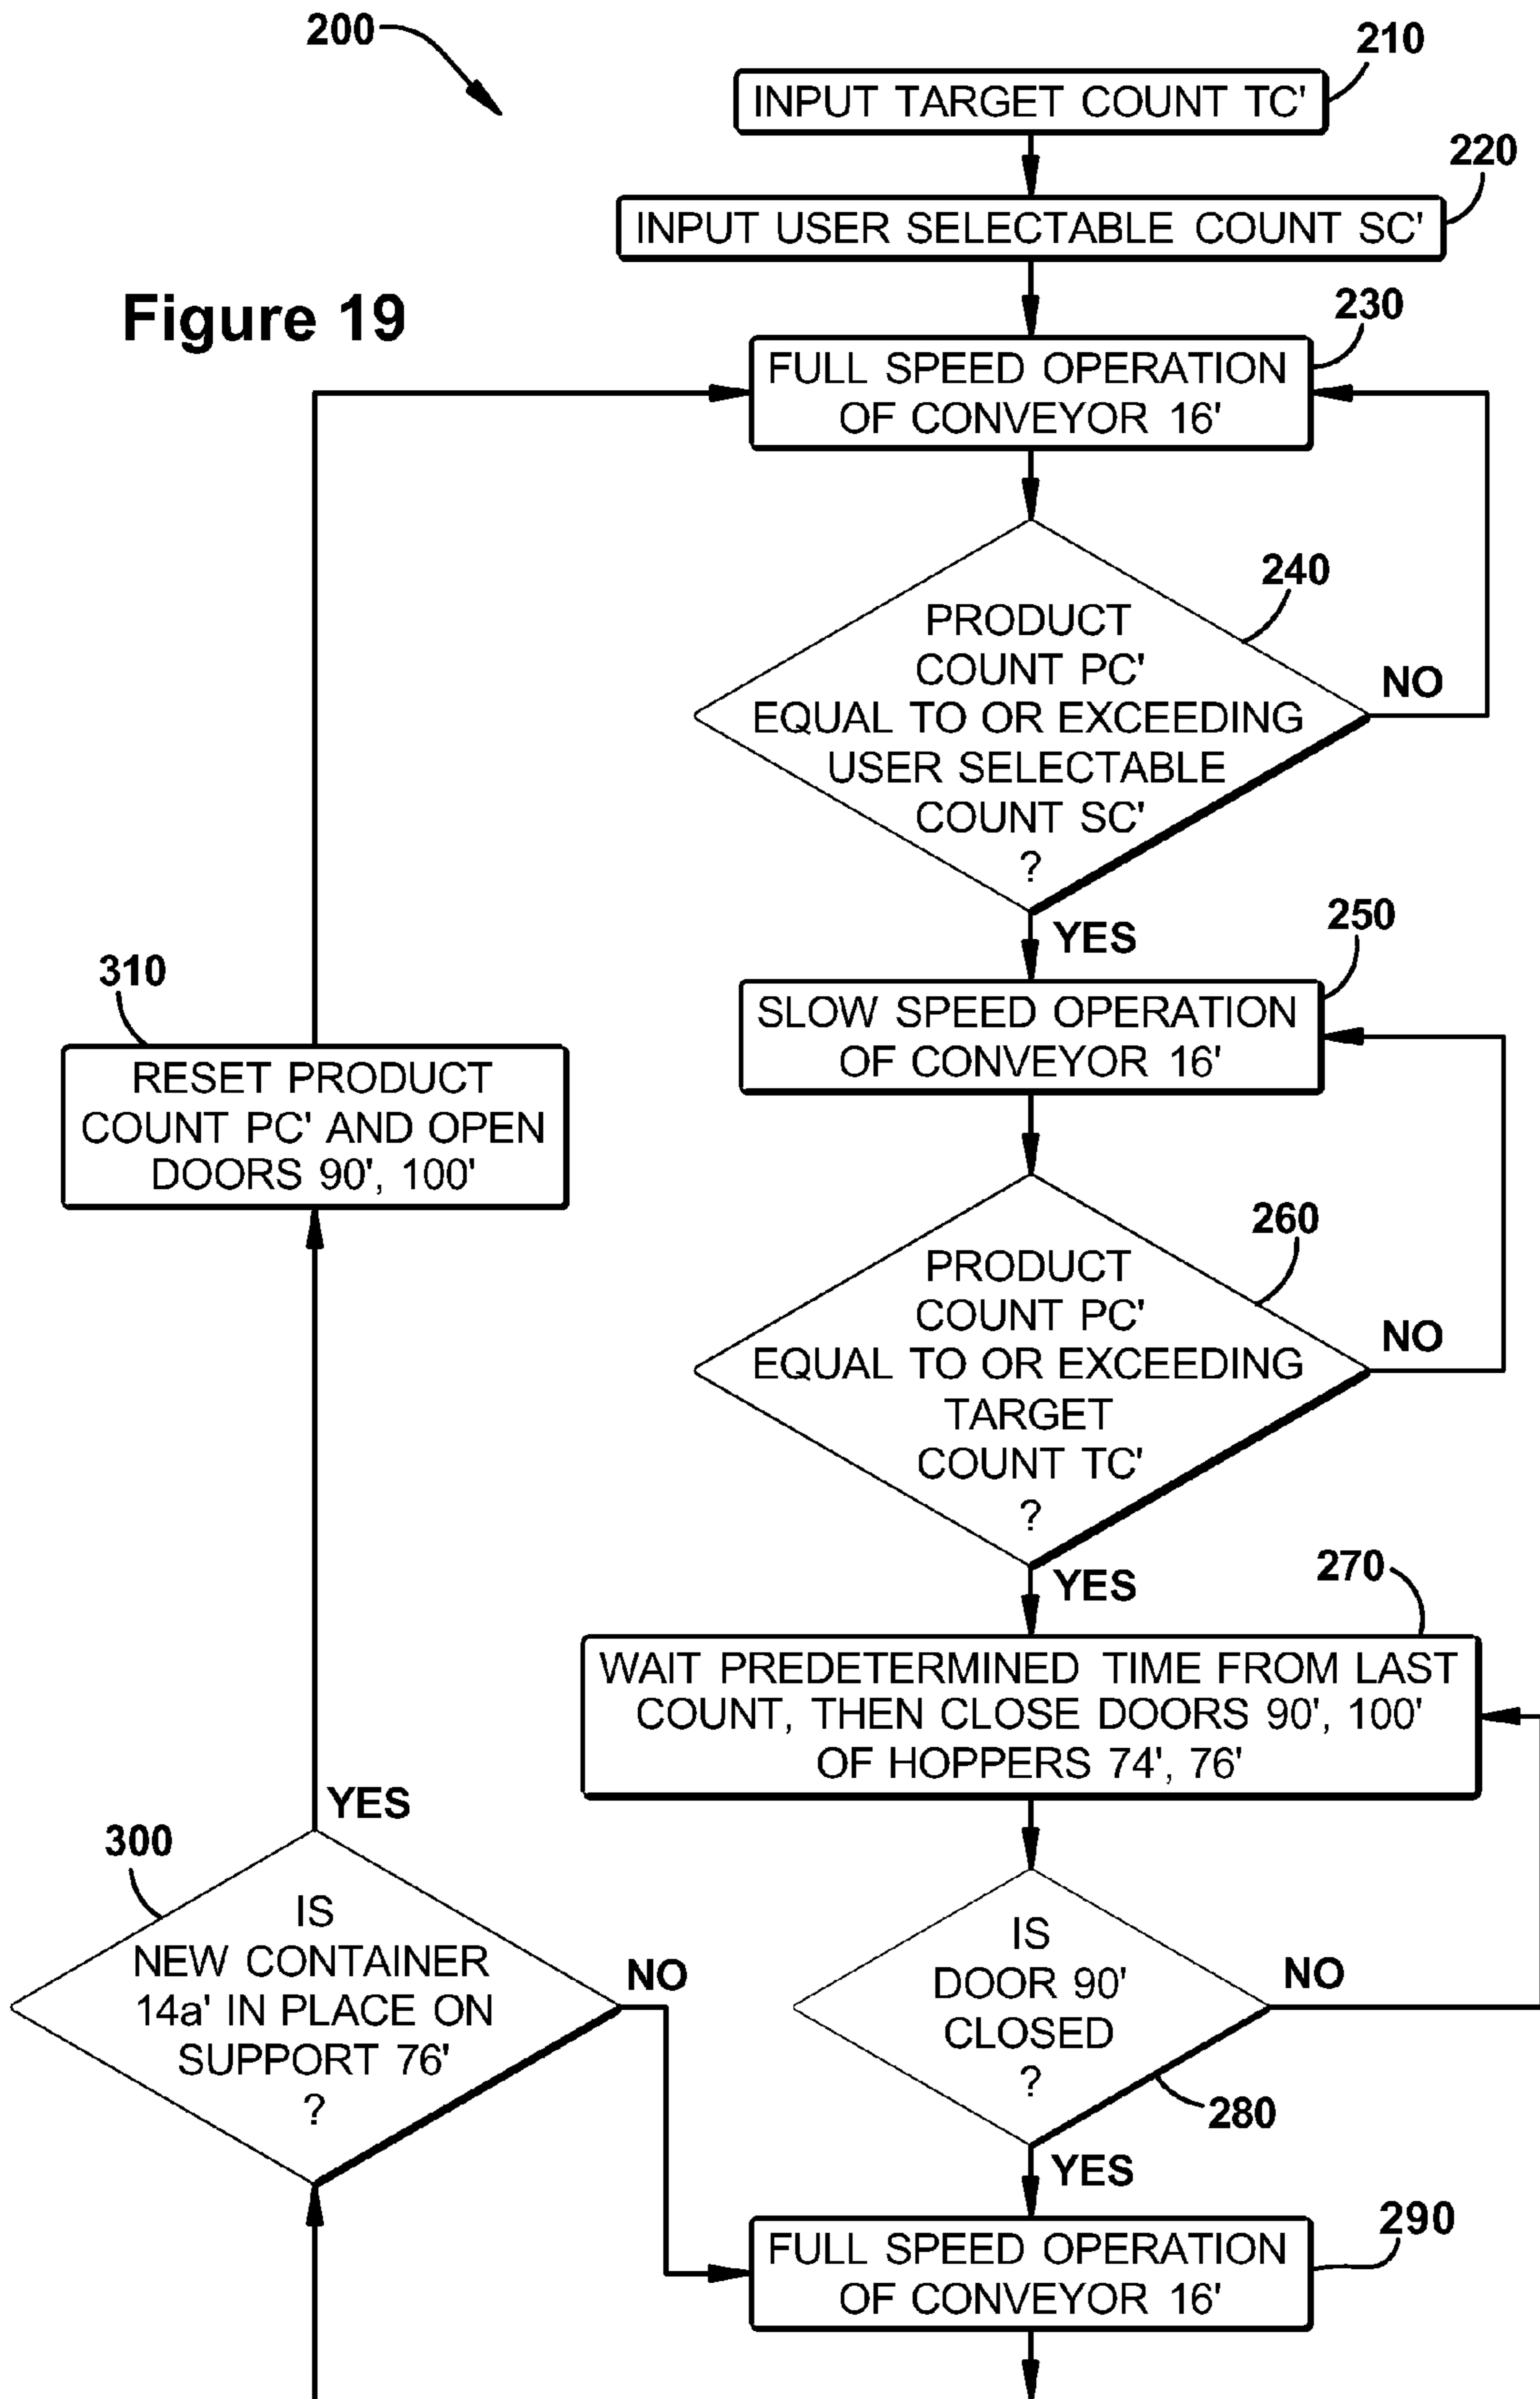 200
210
INPUT TARGET COUNT TC'
220
INPUT USER SELECTABLE COUNT SC'
Figure 19
230
FULL SPEED OPERATION
OF CONVEYOR 16'
240
PRODUCT
COUNT PC'
EQUAL TO OR EXCEEDING
USER SELECTABLE
COUNT SC'
?
NO
YES
250
SLOW SPEED OPERATION
OF CONVEYOR 16'
310
RESET PRODUCT
COUNT PC' AND OPEN
DOORS 90', 100'
260
PRODUCT
COUNT PC'
EQUAL TO OR EXCEEDING
TARGET
COUNT TC'
?
NO
YES
270
WAIT PREDETERMINED TIME FROM LAST
COUNT, THEN CLOSE DOORS 90', 100'
OF HOPPERS 74', 76'
YES
300
IS
NEW CONTAINER
14a' IN PLACE ON
SUPPORT 76'
?
NO
IS
DOOR 90'
CLOSED
?
NO
280
YES
290
FULL SPEED OPERATION
OF CONVEYOR 16'